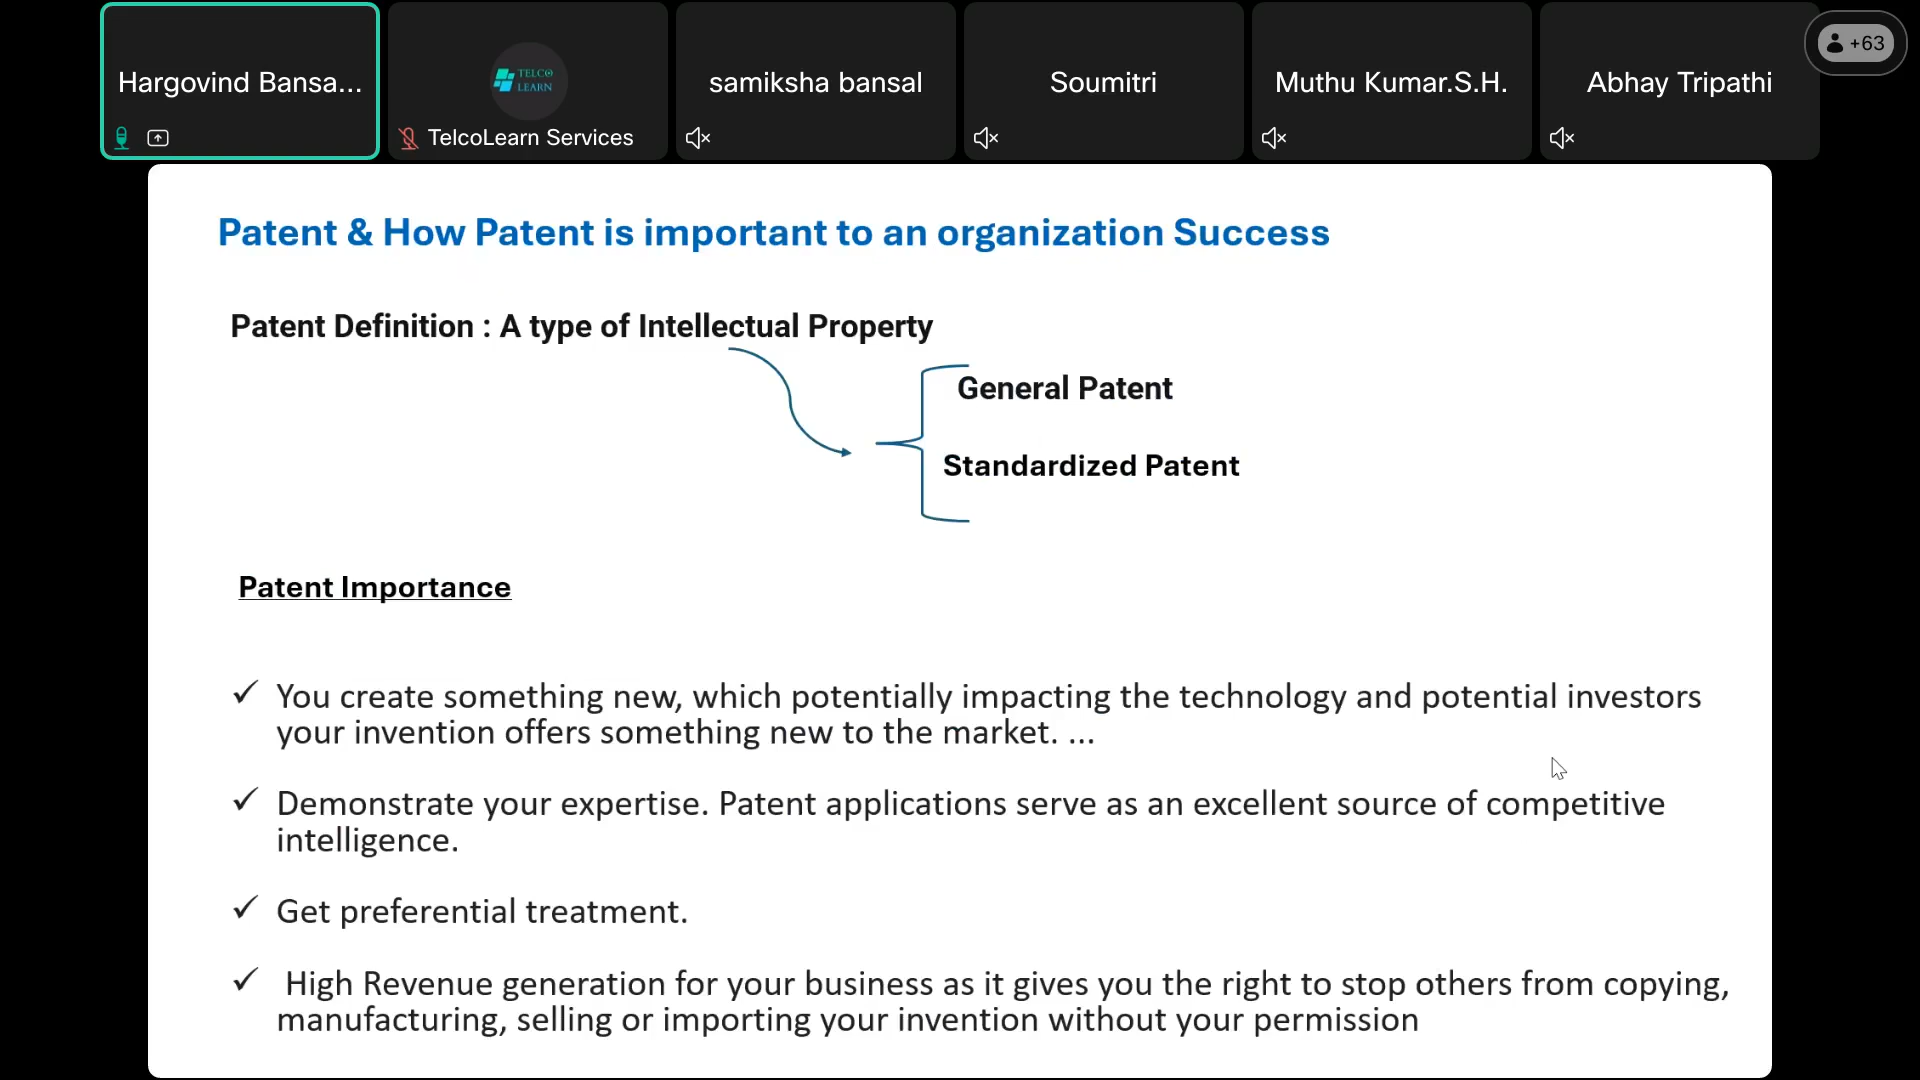 Hargovind Bansa...
TELCO
LEARN
TelcoLearn Services
samiksha bansal
Soumitri
Muthu Kumar.S.H.
Abhay Tripathi
+63
Patent & How Patent is important to an organization Success
Patent Definition : A type of Intellectual Property
General Patent
Standardized Patent
Patent Importance
✓ You create something new, which potentially impacting the technology and potential investors
your invention offers something new to the market. ...
✓ Demonstrate your expertise. Patent applications serve as an excellent source of competitive
intelligence.
✓ Get preferential treatment.
✓ High Revenue generation for your business as it gives you the right to stop others from copying,
manufacturing, selling or importing your invention without your permission